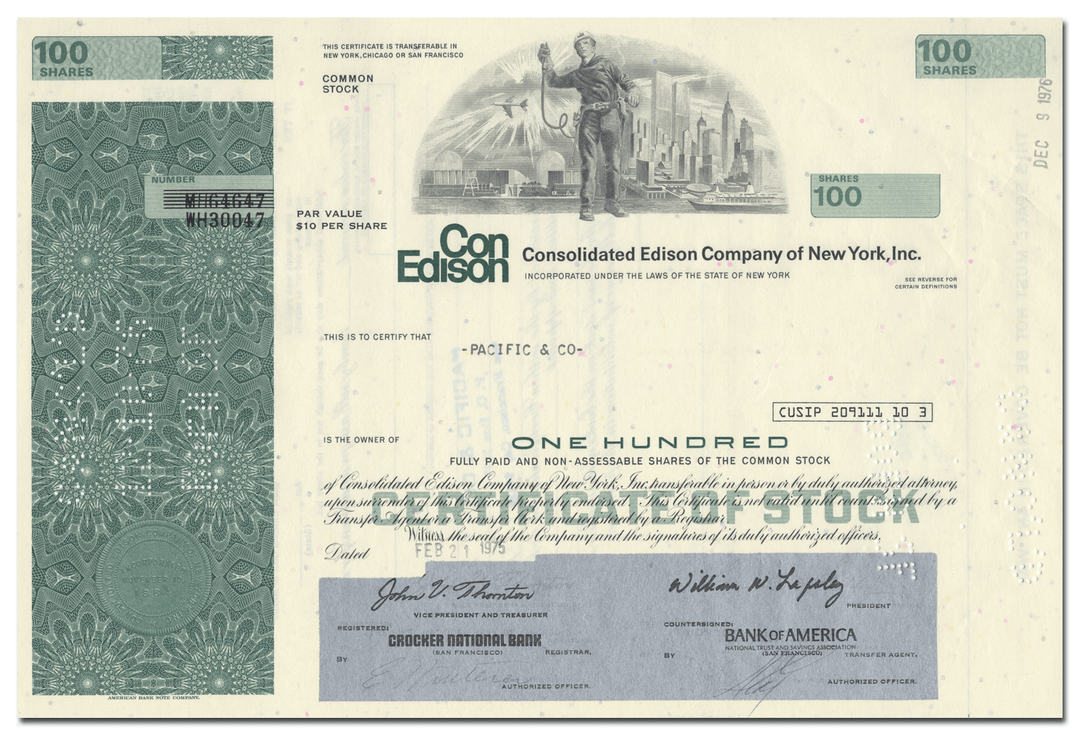 100
SHARES
THIS CERTIFICATE IS TRANSFERABLE IN
NEW YORK, CHICAGO OR SAN FRANCISCO
COMMON
STOCK
100
SHARES
DEC 9 1976
NUMBER
WH30047
SHARES
100
PAR VALUE
$10 PER SHARE
Con
Edison
Consolidated Edison Company of New York, Inc.
INCORPORATED UNDER THE LAWS OF THE STATE OF NEW YORK
SEE REVERSE FOR
CERTAIN DEFINITIONS
THIS IS TO CERTIFY THAT
-PACIFIC & CO-
CUSIP 209111 10 3
IS THE OWNER OF
ONE HUNDRED
FULLY PAID AND NON-ASSESSABLE SHARES OF THE COMMON STOCK
of Consolidated Edison Company of New York, Inc. transferable in person or by duly authorized attorney,
upon surrender of this Certificate properly endorsed. This Certificate is not valid until countersigned by a
CERTIFICATE OF STOCK
Transfer Agent or a Transfer Clerk and registered by a Registrar.
Witness the seal of the Company and the signatures of its duly authorized officers.
Dated FEB 21 1975
John V. Thornton
VICE PRESIDENT AND TREASURER
William W. Lapsley
PRESIDENT
REGISTERED:
CROCKER NATIONAL BANK
(SAN FRANCISCO)
REGISTRAR,
BY
AUTHORIZED OFFICER.
COUNTERSIGNED:
BANK OF AMERICA
NATIONAL TRUST AND SAVINGS ASSOCIATION
(SAN FRANCISCO)
TRANSFER AGENT,
BY
AUTHORIZED OFFICER.
AMERICAN BANK NOTE COMPANY.